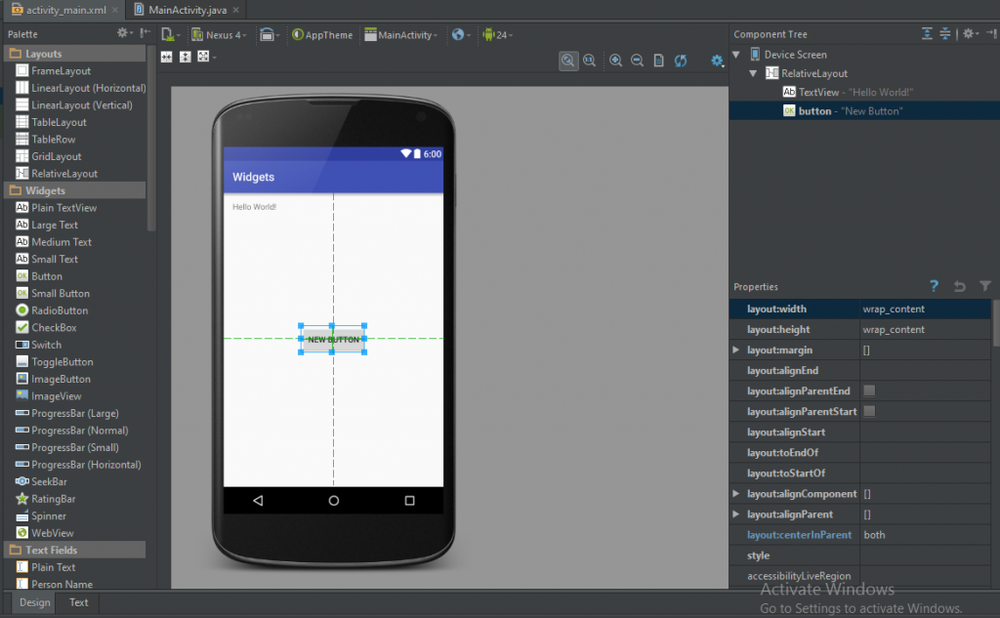 activity_main.xml
MainActivity.java
Palette
Nexus 4
AppTheme
MainActivity
24
Component Tree
Layouts
FrameLayout
LinearLayout (Horizontal)
LinearLayout (Vertical)
TableLayout
TableRow
GridLayout
RelativeLayout
Widgets
Plain TextView
Large Text
Medium Text
Small Text
Button
Small Button
RadioButton
CheckBox
Switch
ToggleButton
ImageButton
ImageView
ProgressBar (Large)
ProgressBar (Normal)
ProgressBar (Small)
ProgressBar (Horizontal)
SeekBar
RatingBar
Spinner
WebView
Text Fields
Plain Text
Person Name
Design
Text
6:00
Widgets
Hello World!
NEW BUTTON
Device Screen
RelativeLayout
Ab TextView - "Hello World!"
OK button - "New Button"
Properties
?
layout:width wrap_content
layout:height wrap_content
layout:margin []
layout:alignEnd
layout:alignParentEnd
layout:alignParentStart
layout:alignStart
layout:toEndOf
layout:toStartOf
layout:alignComponent []
layout:alignParent []
layout:centerInParent both
style
accessibilityLiveRegion
Activate Windows
Go to Settings to activate Windows.